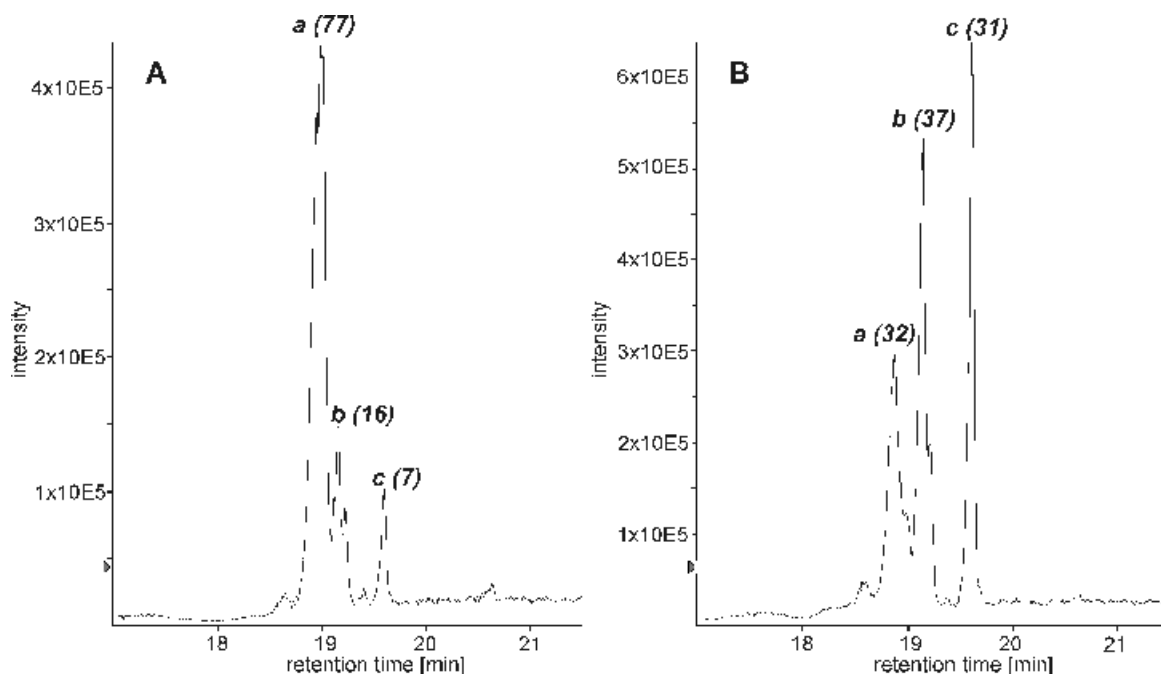 a (77)
A
4x10E5
3x10E5
2x10E5
1x10E5
b (16)
c (7)
intensity
18
19
20
21
retention time [min]
c (31)
B
6x10E5
b (37)
5x10E5
4x10E5
a (32)
3x10E5
2x10E5
1x10E5
intensity
18
19
20
21
retention time [min]